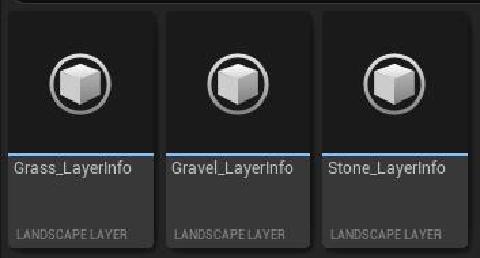 Grass_LayerInfo
Gravel_LayerInfo
Stone_LayerInfo
LANDSCAPE LAYER
LANDSCAPE LAYER
LANDSCAPE LAYER